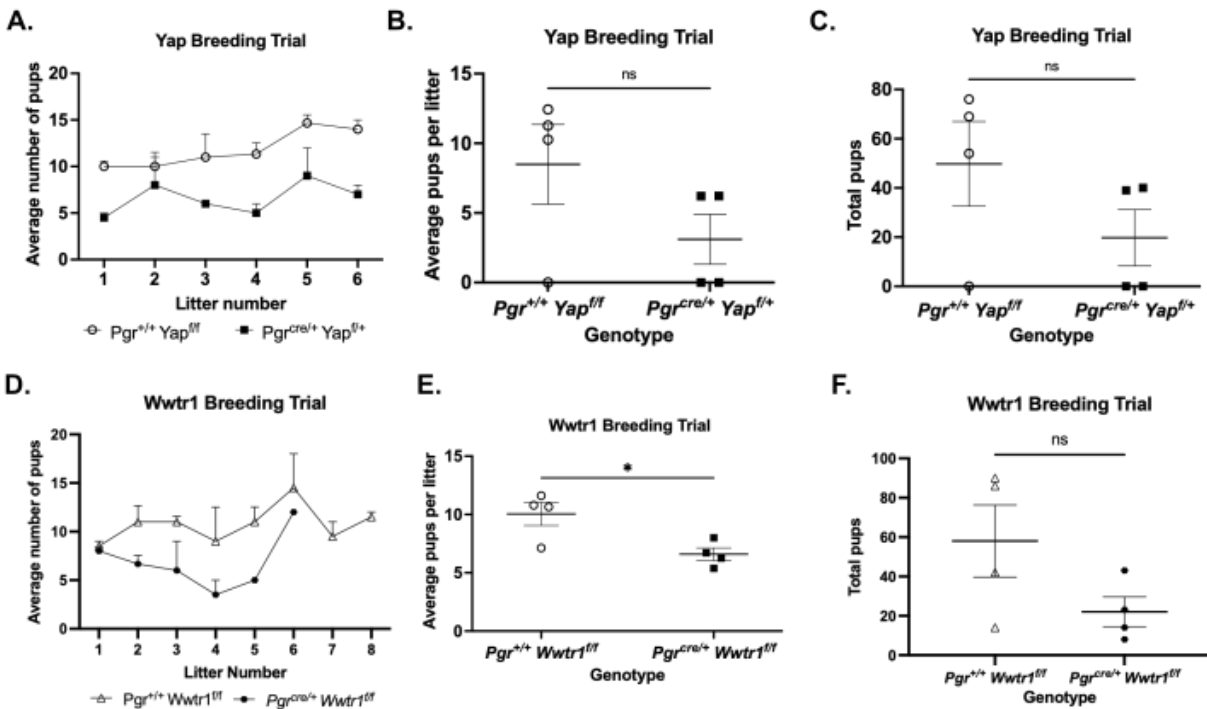 A.
Yap Breeding Trial
Average number of pups
20
15
10
5
0
1 2 3 4 5 6
Litter number
Pgr+/+ Yapf/f Pgrcre/+ Yapf/+
B.
Yap Breeding Trial
ns
Average pups per litter
15
10
5
0
Pgr+/+ Yapf/f Pgrcre/+ Yapf/+
Genotype
C.
Yap Breeding Trial
ns
Total pups
80
60
40
20
0
Pgr+/+ Yapf/f Pgrcre/+ Yapf/+
Genotype
D.
Wwtr1 Breeding Trial
Average number of pups
20
15
10
5
0
1 2 3 4 5 6 7 8
Litter Number
Pgr+/+ Wwtr1f/f Pgrcre/+ Wwtr1f/f
E.
Wwtr1 Breeding Trial
*
Average pups per litter
15
10
5
0
Pgr+/+ Wwtr1f/f Pgrcre/+ Wwtr1f/f
Genotype
F.
Wwtr1 Breeding Trial
ns
Total pups
100
80
60
40
20
0
Pgr+/+ Wwtr1f/f Pgrcre/+ Wwtr1f/f
Genotype